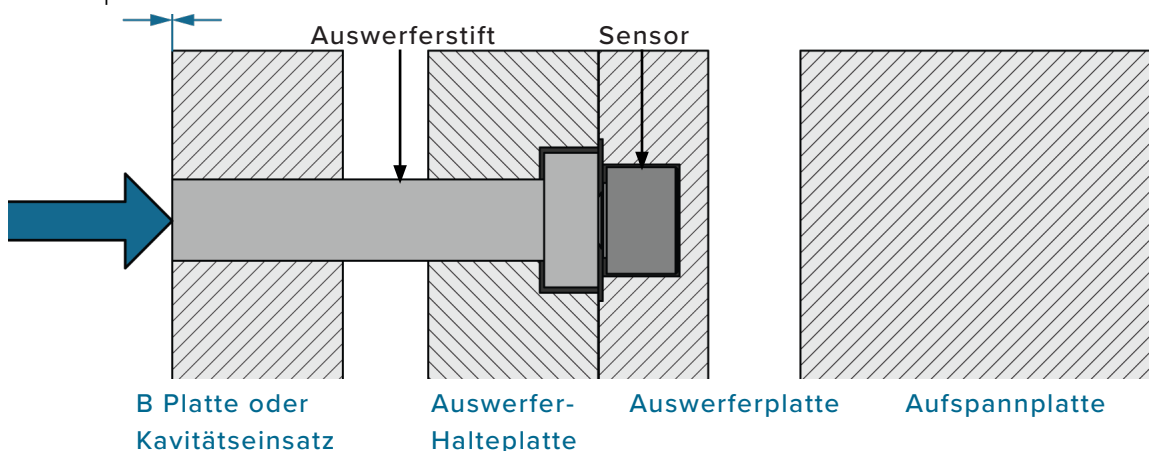 Auswerferstift Sensor
B Platte oder
Kavitätseinsatz
Auswerfer-
Halteplatte
Auswerferplatte
Aufspannplatte